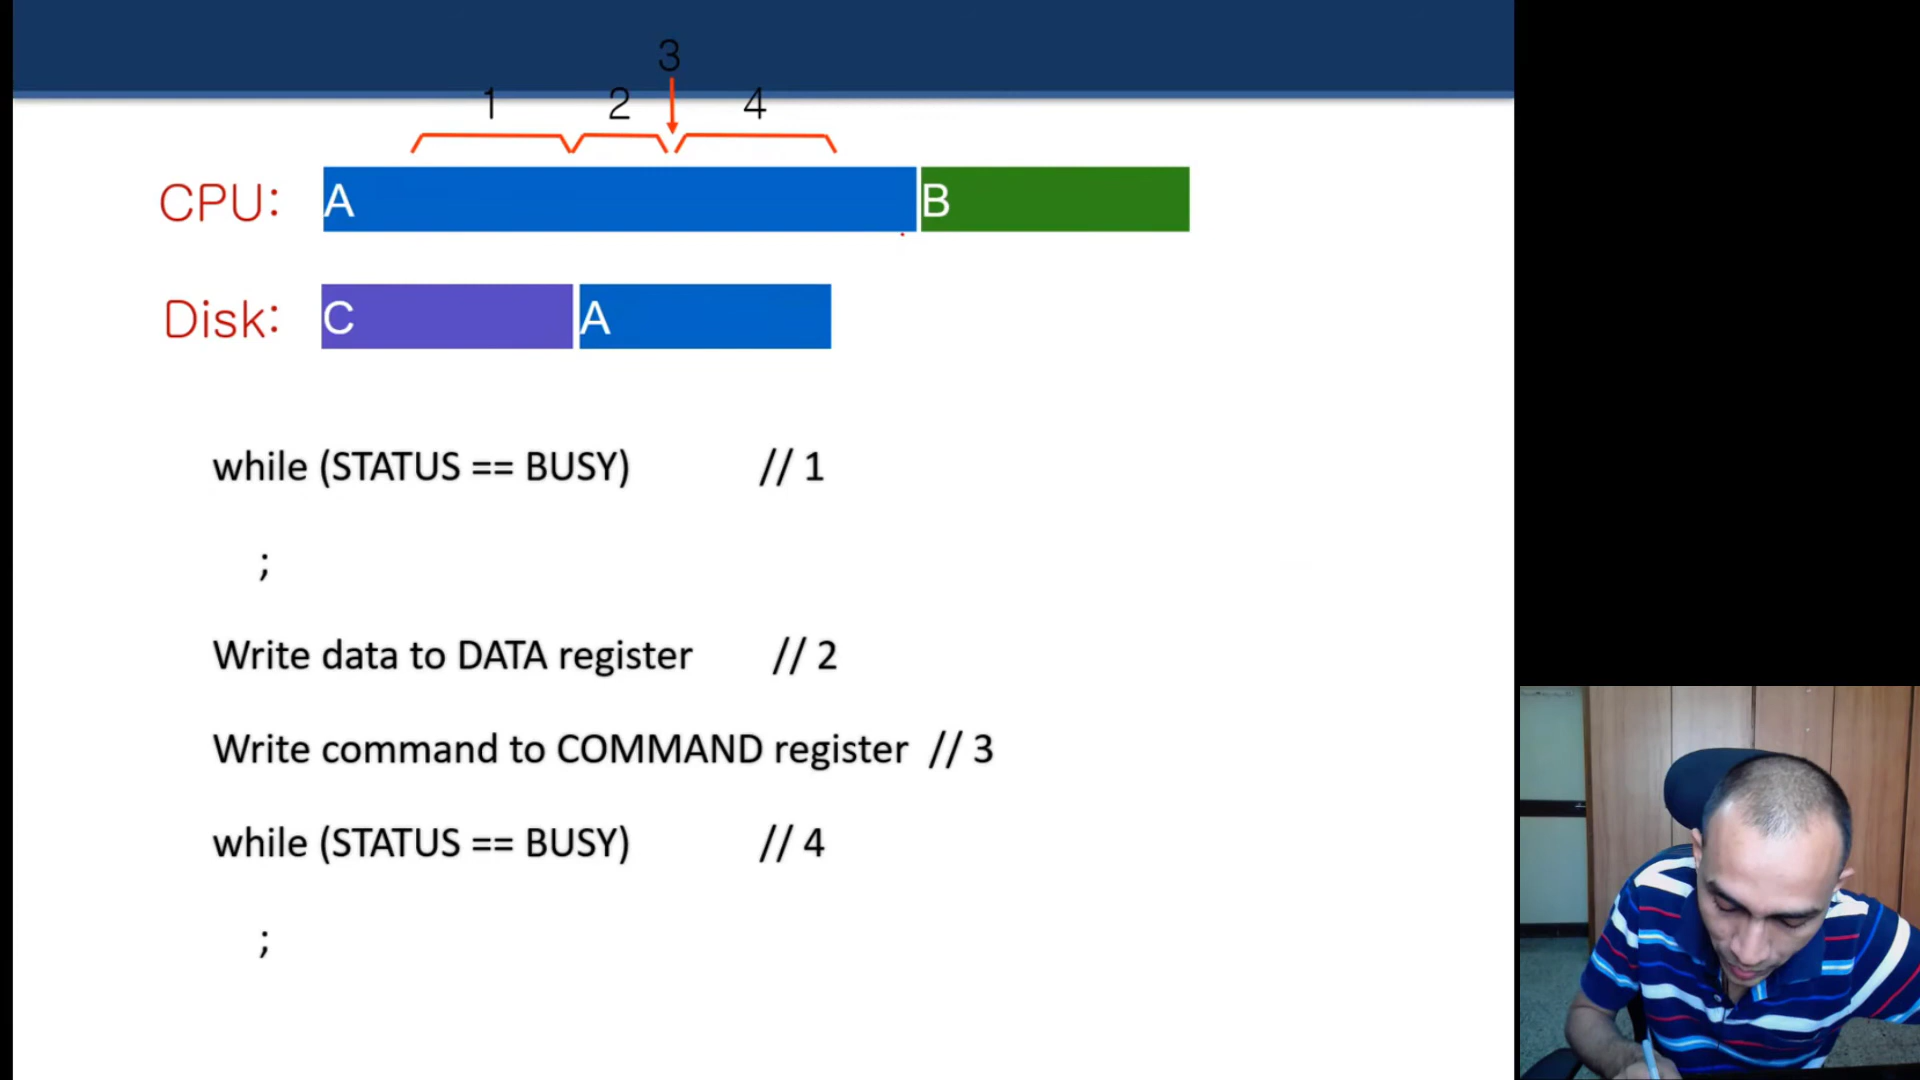 3
1 2 4
CPU: A B
Disk: C A
while (STATUS == BUSY) // 1
;
Write data to DATA register // 2
Write command to COMMAND register // 3
while (STATUS == BUSY) // 4
;